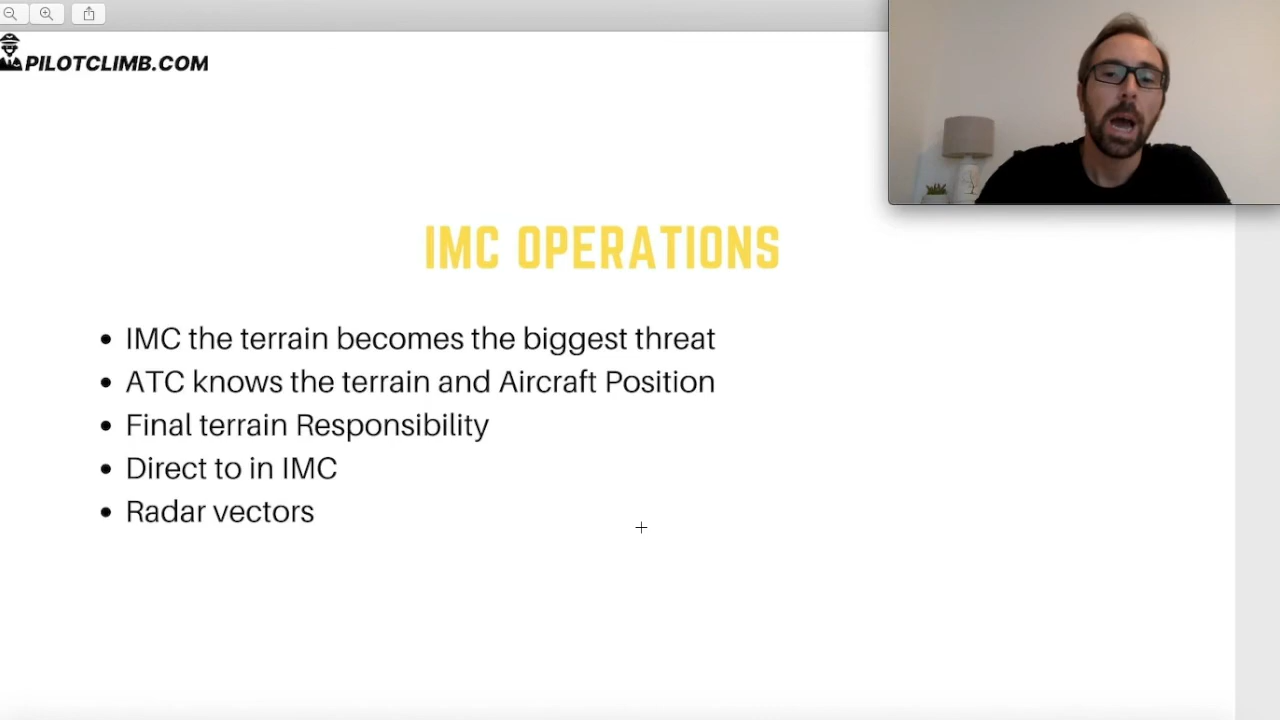 PILOTCLIMB.COM
IMC OPERATIONS
IMC the terrain becomes the biggest threat
ATC knows the terrain and Aircraft Position
Final terrain Responsibility
Direct to in IMC
Radar vectors